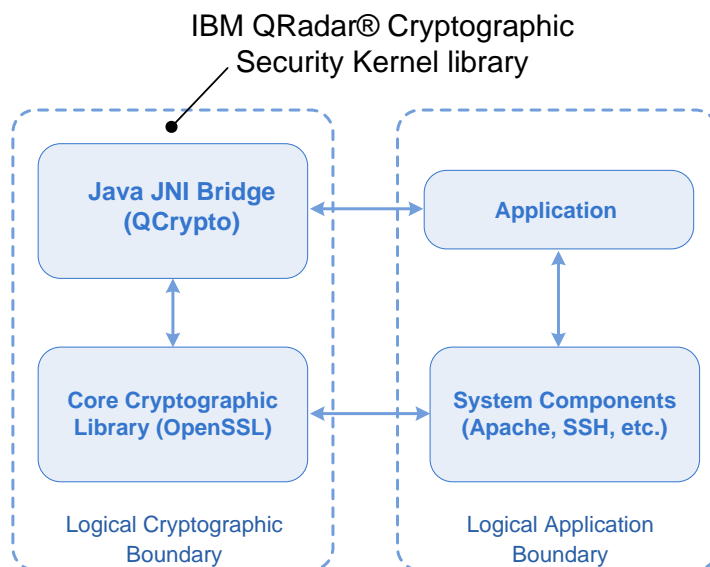 IBM QRadar® Cryptographic
Security Kernel library
Java JNI Bridge
(QCrypto)
Application
Core Cryptographic
Library (OpenSSL)
System Components
(Apache, SSH, etc.)
Logical Cryptographic
Boundary
Logical Application
Boundary